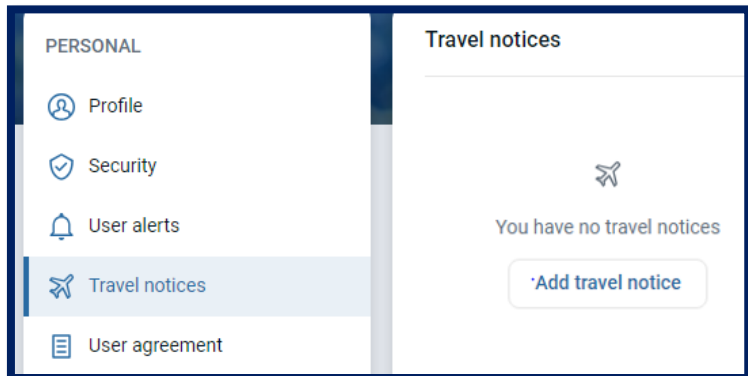 PERSONAL
Profile
Security
User alerts
Travel notices
User agreement
Travel notices
You have no travel notices
Add travel notice